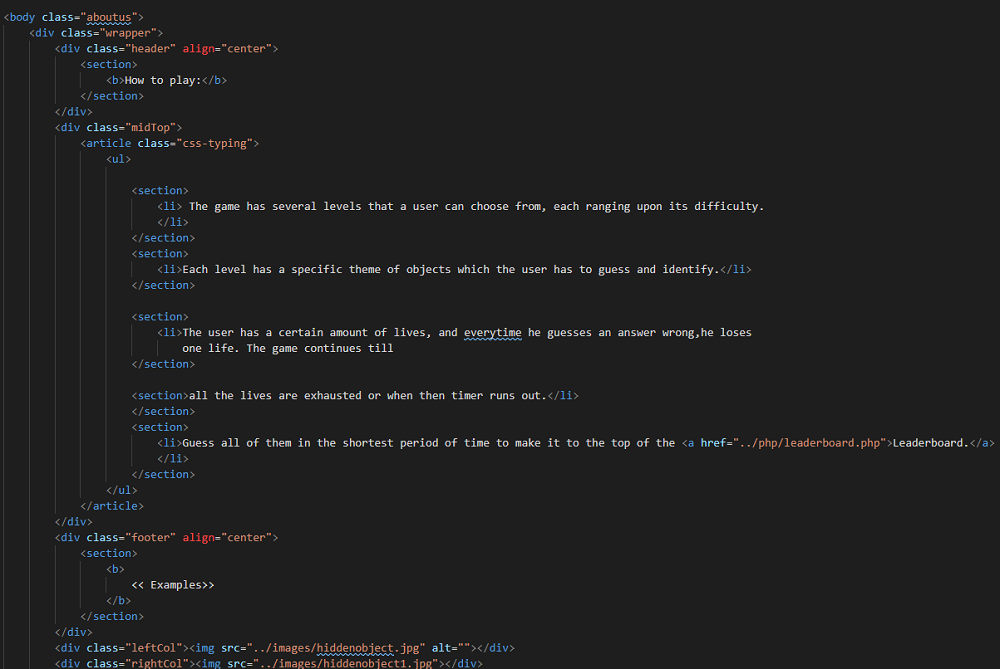 <body class="aboutus">
<div class="wrapper">
<div class="header" align="center">
<section>
<b>How to play:</b>
</section>
</div>
<div class="midTop">
<article class="css-typing">
<ul>
<section>
<li> The game has several levels that a user can choose from, each ranging upon its difficulty.
</li>
</section>
<section>
<li>Each level has a specific theme of objects which the user has to guess and identify.</li>
</section>
<section>
<li>The user has a certain amount of lives, and everytime he guesses an answer wrong,he loses
one life. The game continues till
</section>
<section>all the lives are exhausted or when then timer runs out.</li>
</section>
<section>
<li>Guess all of them in the shortest period of time to make it to the top of the <a href="../php/leaderboard.php">Leaderboard.</a>
</li>
</section>
</ul>
</article>
</div>
<div class="footer" align="center">
<section>
<b>
<< Examples>>
</b>
</section>
</div>
<div class="leftCol"><img src="../images/hiddenobject.jpg" alt=""></div>
<div class="rightCol"><img src="../images/hiddenobject1.jpg"></div>